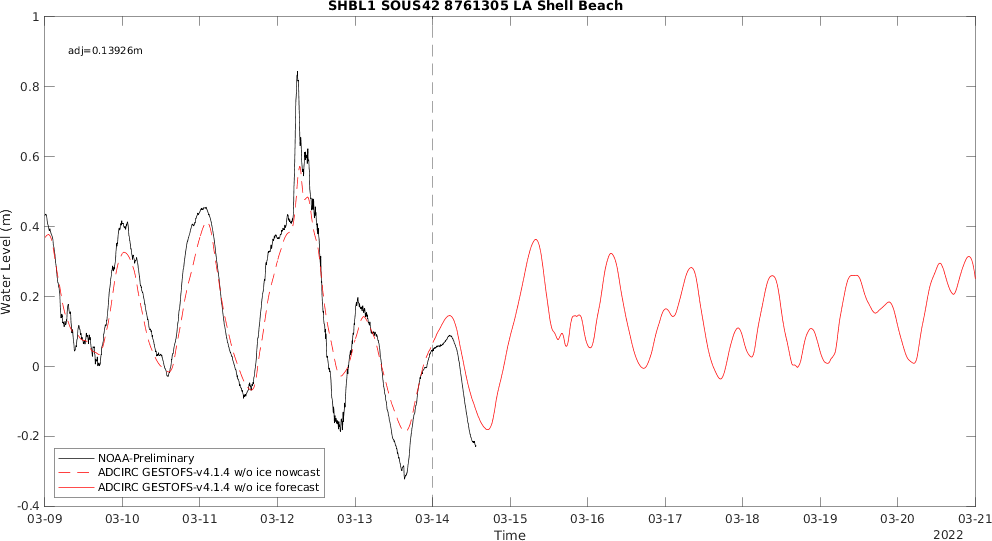 SHBL1 SOUS42 8761305 LA Shell Beach
adj=0.13926m
1
0.8
0.6
0.4
0.2
0
-0.2
-0.4
Water Level (m)
NOAA-Preliminary
ADCIRC GESTOFS-v4.1.4 w/o ice nowcast
ADCIRC GESTOFS-v4.1.4 w/o ice forecast
03-09 03-10 03-11 03-12 03-13 03-14 03-15 03-16 03-17 03-18 03-19 03-20 03-21
Time
2022